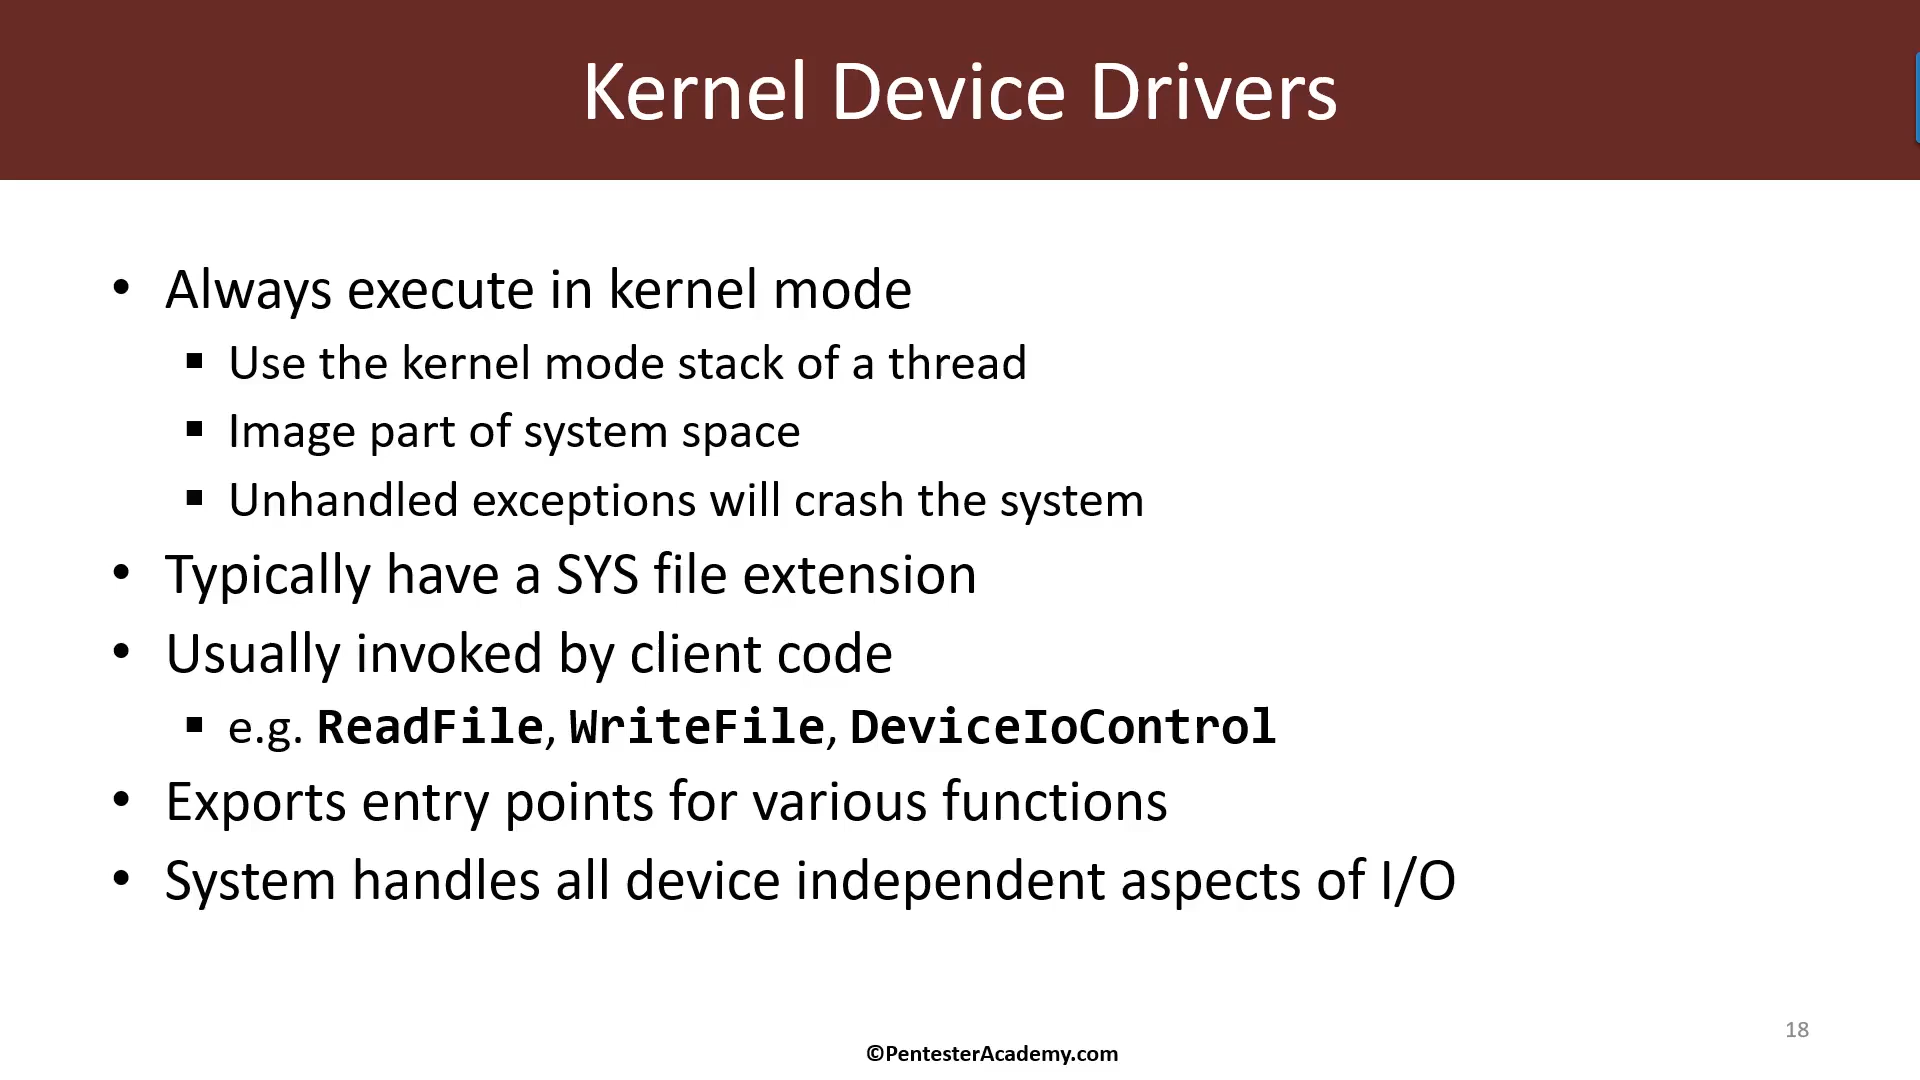 Kernel Device Drivers
• Always execute in kernel mode
▪ Use the kernel mode stack of a thread
▪ Image part of system space
▪ Unhandled exceptions will crash the system
• Typically have a SYS file extension
• Usually invoked by client code
▪ e.g. ReadFile, WriteFile, DeviceIoControl
• Exports entry points for various functions
• System handles all device independent aspects of I/O
18
©PentesterAcademy.com